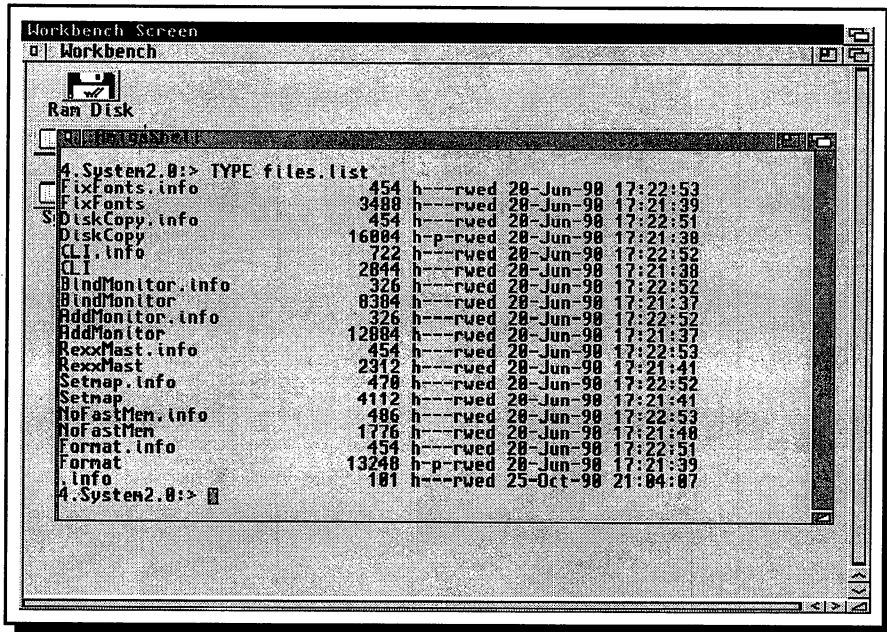 Workbench Screen
Workbench
Ram Disk
AmigaShell
4.System2.0:> TYPE files.list
FixFonts.info 454 h---rwed 20-Jun-90 17:22:53
FixFonts 3480 h---rwed 20-Jun-90 17:21:39
DiskCopy.info 454 h---rwed 20-Jun-90 17:22:51
DiskCopy 16004 h-p-rwed 20-Jun-90 17:21:38
CLI.info 722 h---rwed 20-Jun-90 17:22:52
CLI 2044 h---rwed 20-Jun-90 17:21:38
BindMonitor.info 326 h---rwed 20-Jun-90 17:22:52
BindMonitor 8384 h---rwed 20-Jun-90 17:21:37
AddMonitor.info 326 h---rwed 20-Jun-90 17:22:52
AddMonitor 12884 h---rwed 20-Jun-90 17:21:37
RexxMast.info 454 h---rwed 20-Jun-90 17:22:53
RexxMast 2312 h---rwed 20-Jun-90 17:21:41
Setmap.info 470 h---rwed 20-Jun-90 17:22:52
Setmap 4112 h---rwed 20-Jun-90 17:21:41
NoFastMem.info 486 h---rwed 20-Jun-90 17:22:53
NoFastMem 1776 h---rwed 20-Jun-90 17:21:40
Format.info 454 h---rwed 20-Jun-90 17:22:51
Format 13240 h-p-rwed 20-Jun-90 17:21:39
.info 101 h---rwed 25-Oct-90 21:04:07
4.System2.0:>